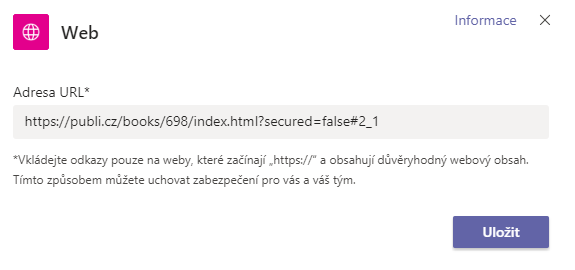 Web
Informace
Adresa URL*
https://publi.cz/books/698/index.html?secured=false#2_1
*Vkládejte odkazy pouze na weby, které začínají „https://“ a obsahují důvěryhodný webový obsah.
Tímto způsobem můžete uchovat zabezpečení pro vás a váš tým.
Uložit